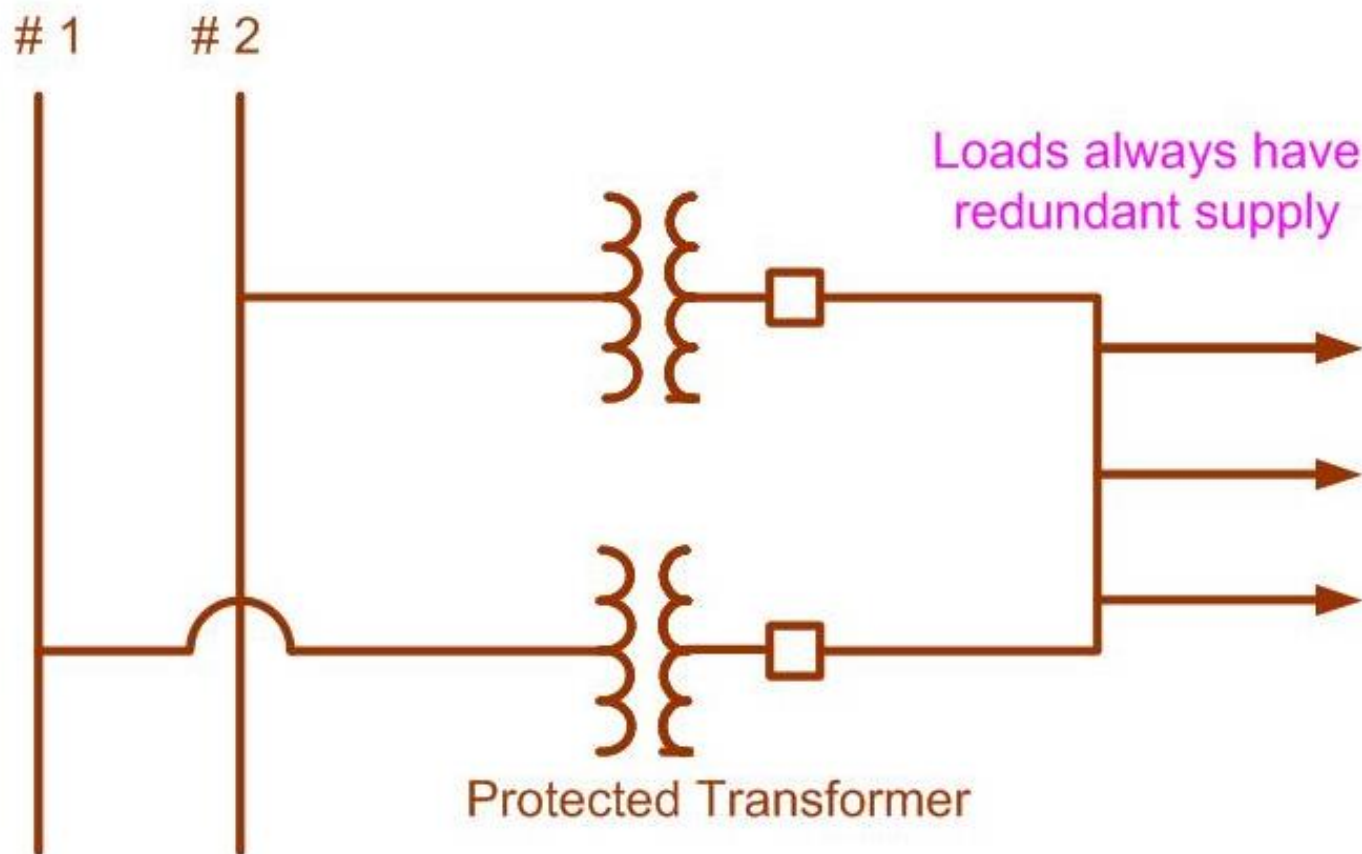 # 1
# 2
Loads always have
redundant supply
Protected Transformer